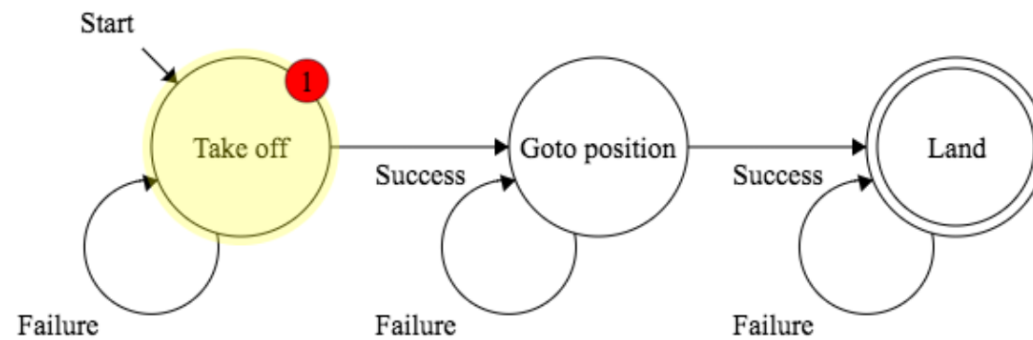 Start
1
Take off
Goto position
Land
Success
Success
Failure
Failure
Failure